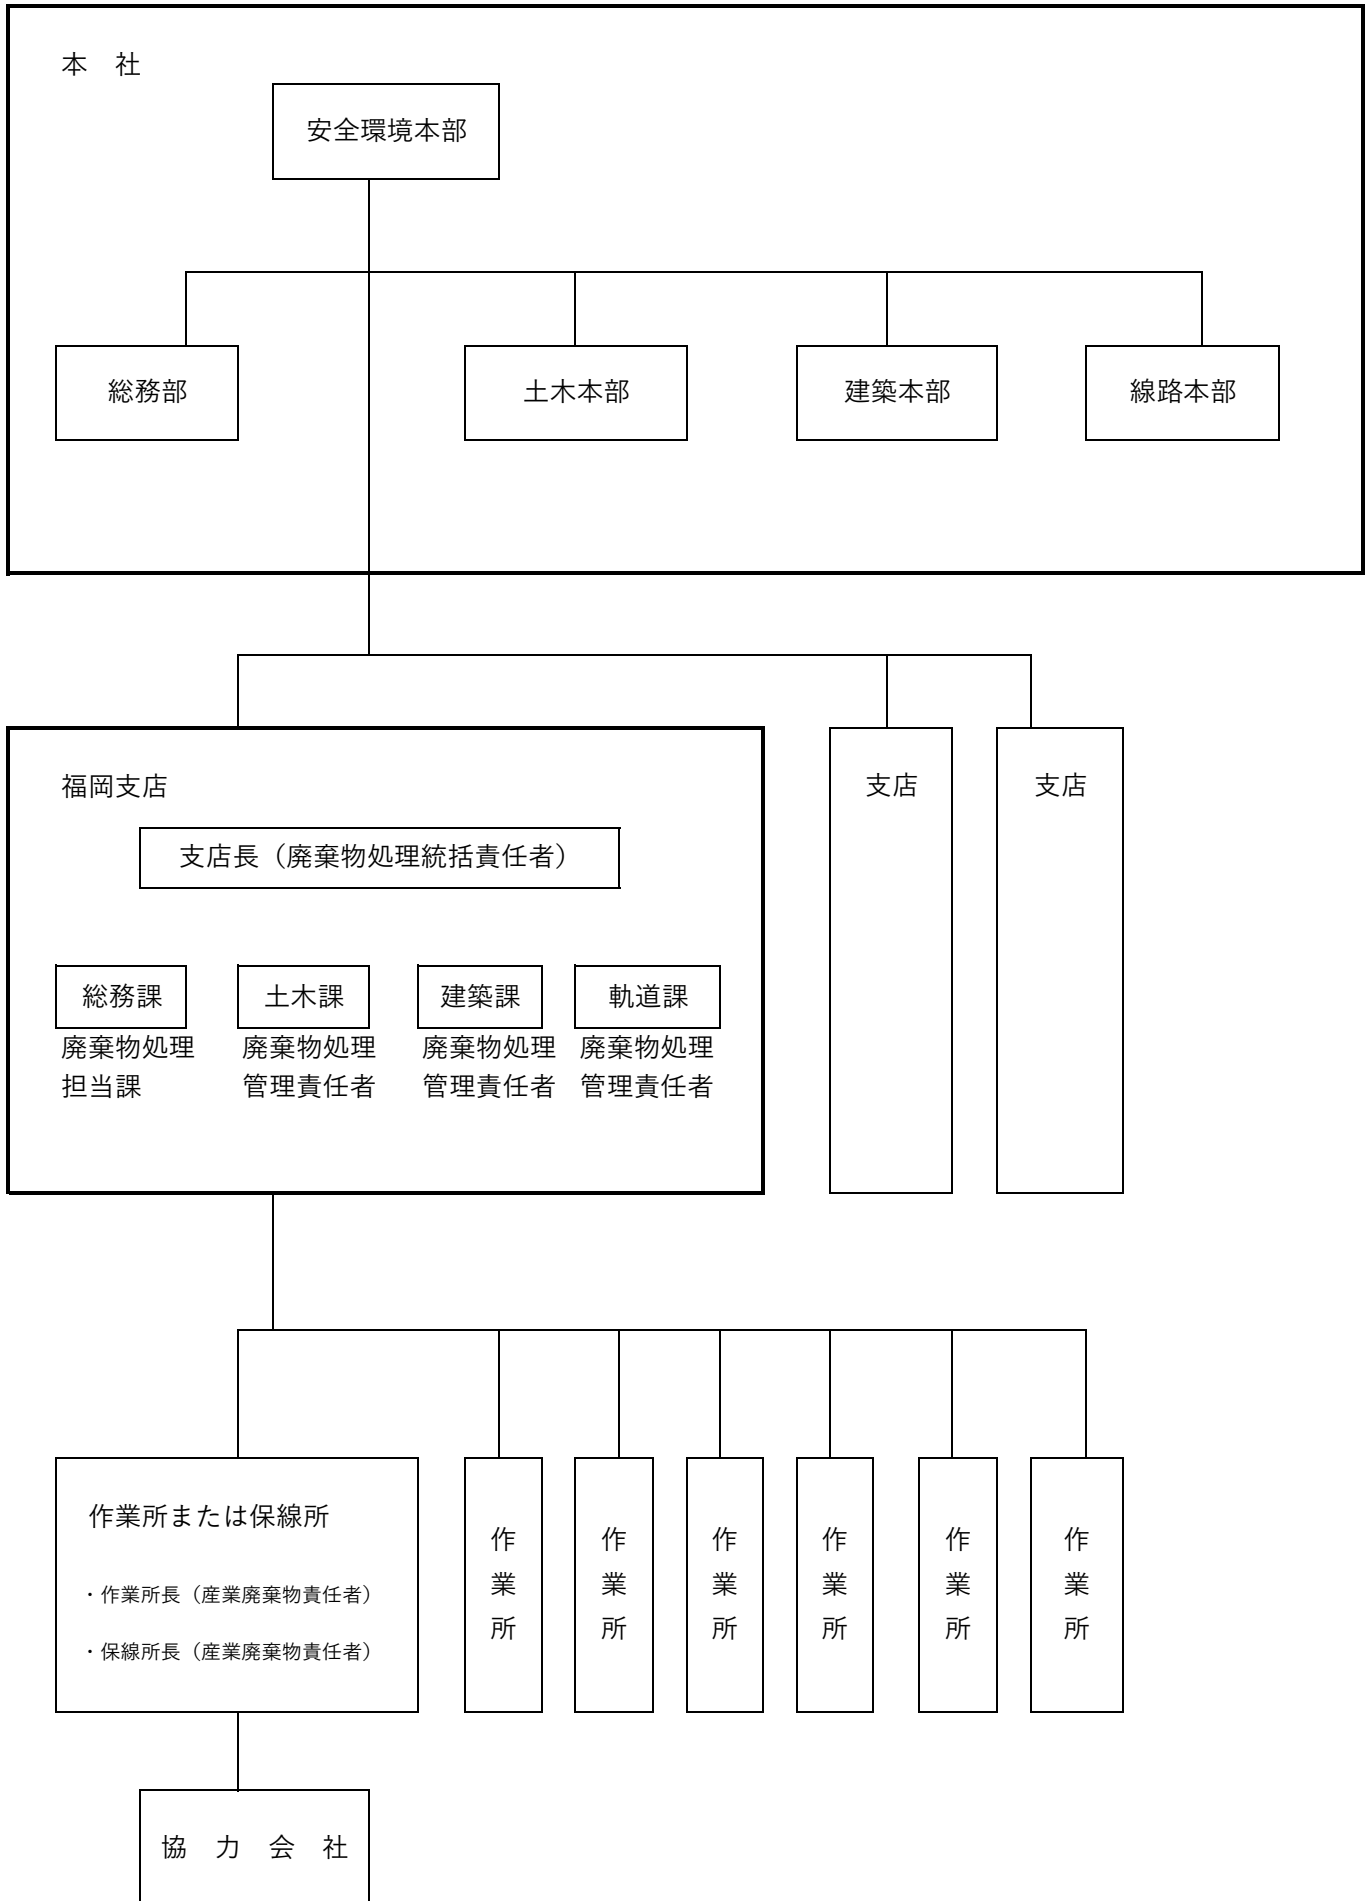 本　社
安全環境本部
総務部
土木本部
建築本部
線路本部
福岡支店
支店長（廃棄物処理統括責任者）
総務課
廃棄物処理
担当課
土木課
廃棄物処理
管理責任者
建築課
廃棄物処理
管理責任者
軌道課
廃棄物処理
管理責任者
支店
支店
作業所または保線所
・作業所長（産業廃棄物責任者）
・保線所長（産業廃棄物責任者）
作業所
作業所
作業所
作業所
作業所
作業所
協　力　会　社